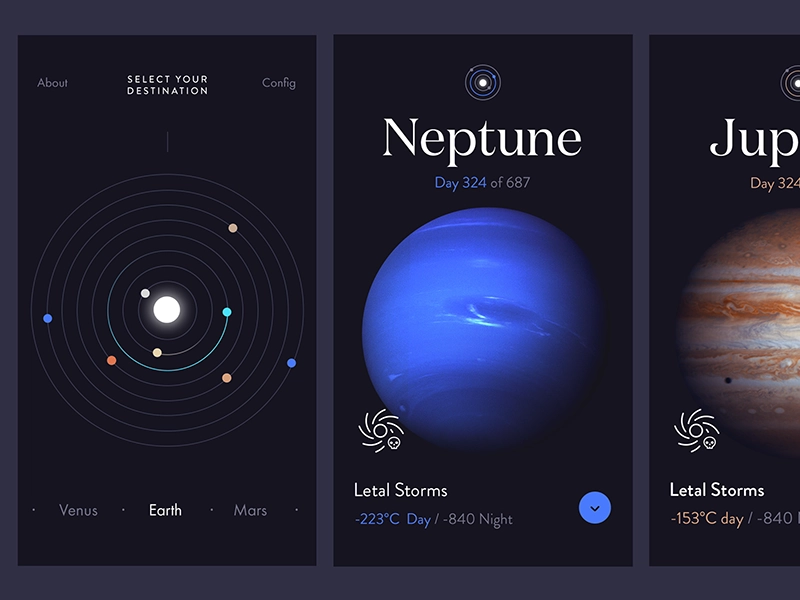 About
SELECT YOUR
DESTINATION
Config
Venus
Earth
Mars
Neptune
Day 324 of 687
Letal Storms
-223°C Day / -840 Night
Jup
Day 324
Letal Storms
-153°C day / -840